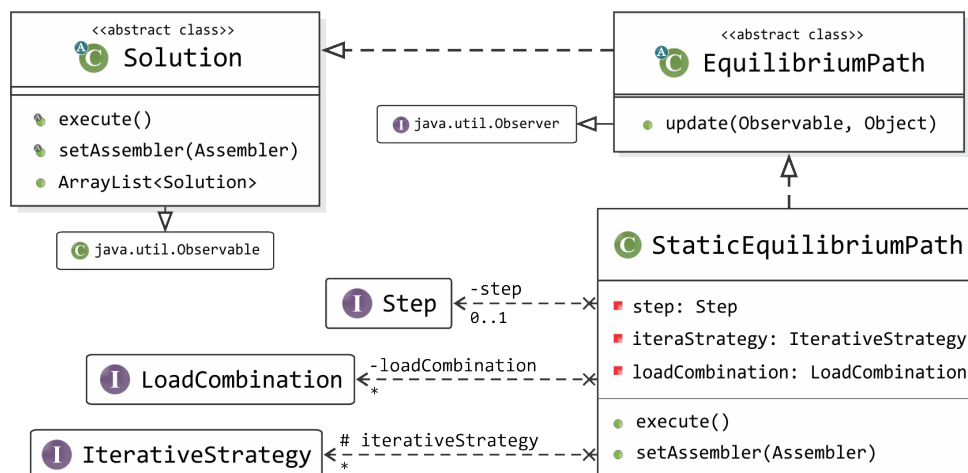 <<abstract class>>
A
C
Solution
execute()
setAssembler(Assembler)
ArrayList<Solution>
C java.util.Observable
<<abstract class>>
A
C
EquilibriumPath
update(Observable, Object)
I java.util.Observer
C StaticEquilibriumPath
step: Step
iteraStrategy: IterativeStrategy
loadCombination: LoadCombination
execute()
setAssembler(Assembler)
I Step
-step
0..1
I LoadCombination
-loadCombination
*
I IterativeStrategy
# iterativeStrategy
*